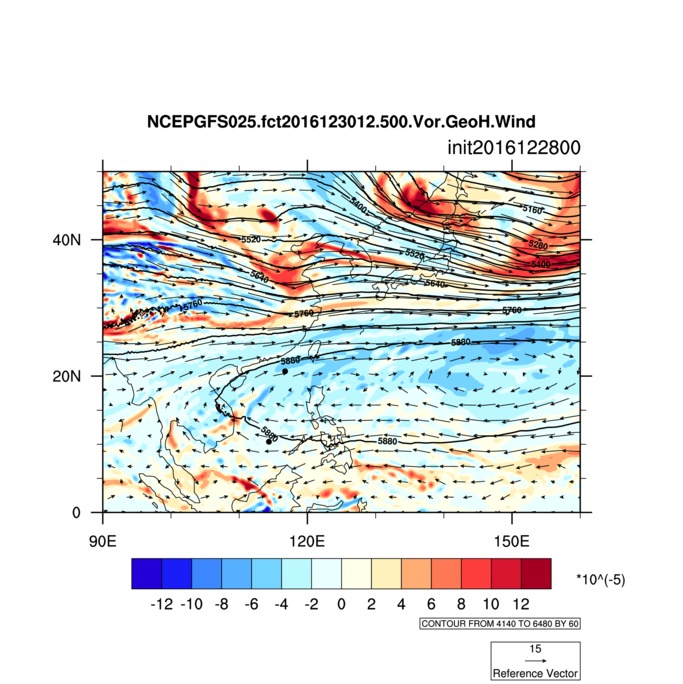 NCEPGFS025.fct2016123012.500.Vor.GeoH.Wind
init2016122800
5400
5160
40N
5520
5520
5280
5400
5640
5640
5760
5760
5760
5880
5880
20N
5880
5880
0
90E 120E 150E
-12 -10 -8 -6 -4 -2 0 2 4 6 8 10 12
*10^(-5)
CONTOUR FROM 4140 TO 6480 BY 60
15
Reference Vector